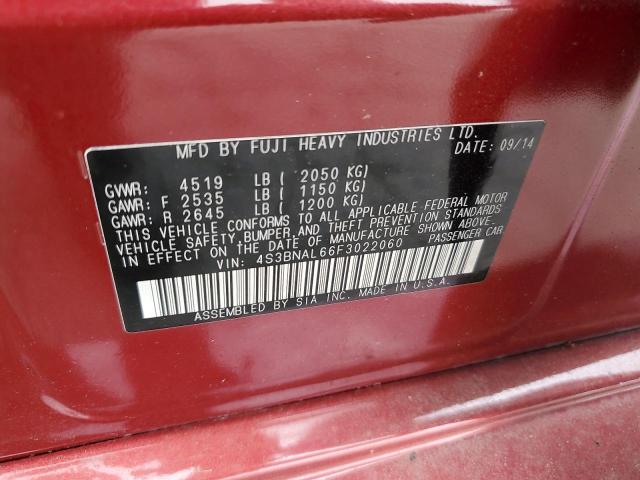 MFD BY FUJI HEAVY INDUSTRIES LTD.
DATE: 09/14
GVWR: 4519 LB ( 2050 KG)
GAWR: F 2535 LB ( 1150 KG)
GAWR: R 2645 LB ( 1200 KG)
THIS VEHICLE CONFORMS TO ALL APPLICABLE FEDERAL MOTOR
VEHICLE SAFETY, BUMPER, AND THEFT PREVENTION STANDARDS
IN EFFECT ON THE DATE OF MANUFACTURE SHOWN ABOVE.
VIN: 4S3BNAL66F3022060 PASSENGER CAR
ASSEMBLED BY SIA INC. MADE IN U.S.A.